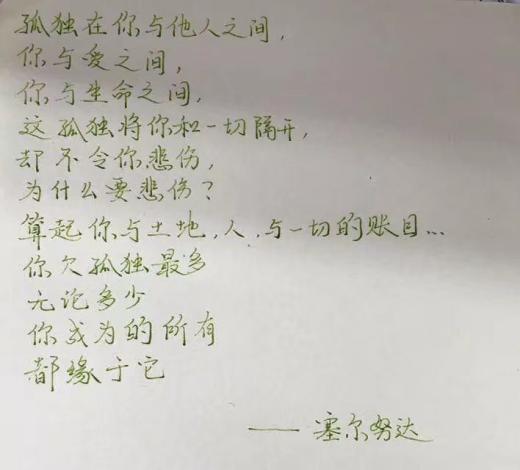 孤独在你与他人之间，
你与爱之间，
你与生命之间，
这孤独将你和一切隔开，
却不令你悲伤，
为什么要悲伤？
算起你与土地，人，与一切的账目…
你欠孤独最多
无论多少
你成为的所有
都缘于它
——塞尔努达